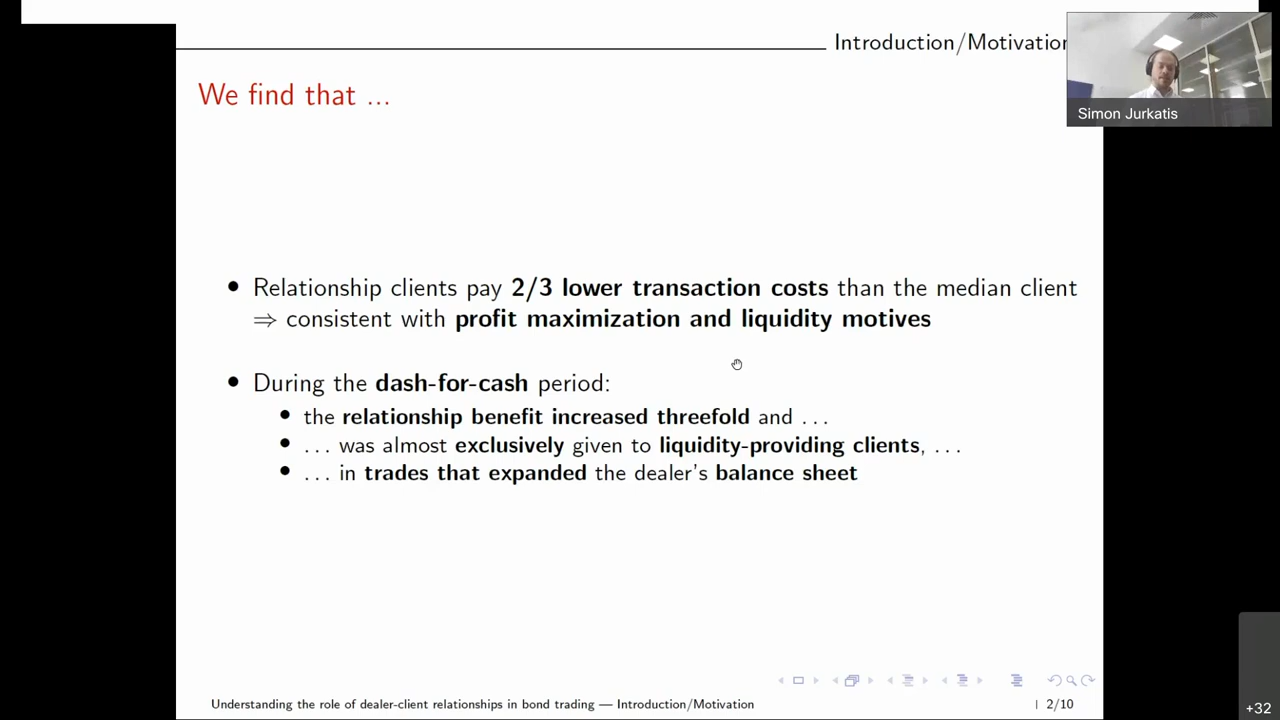 Introduction/Motivation
Simon Jurkatis
We find that ...
• Relationship clients pay 2/3 lower transaction costs than the median client
⇒ consistent with profit maximization and liquidity motives
• During the dash-for-cash period:
• the relationship benefit increased threefold and ...
• ... was almost exclusively given to liquidity-providing clients, ...
• ... in trades that expanded the dealer's balance sheet
Understanding the role of dealer-client relationships in bond trading — Introduction/Motivation | 2/10
+32